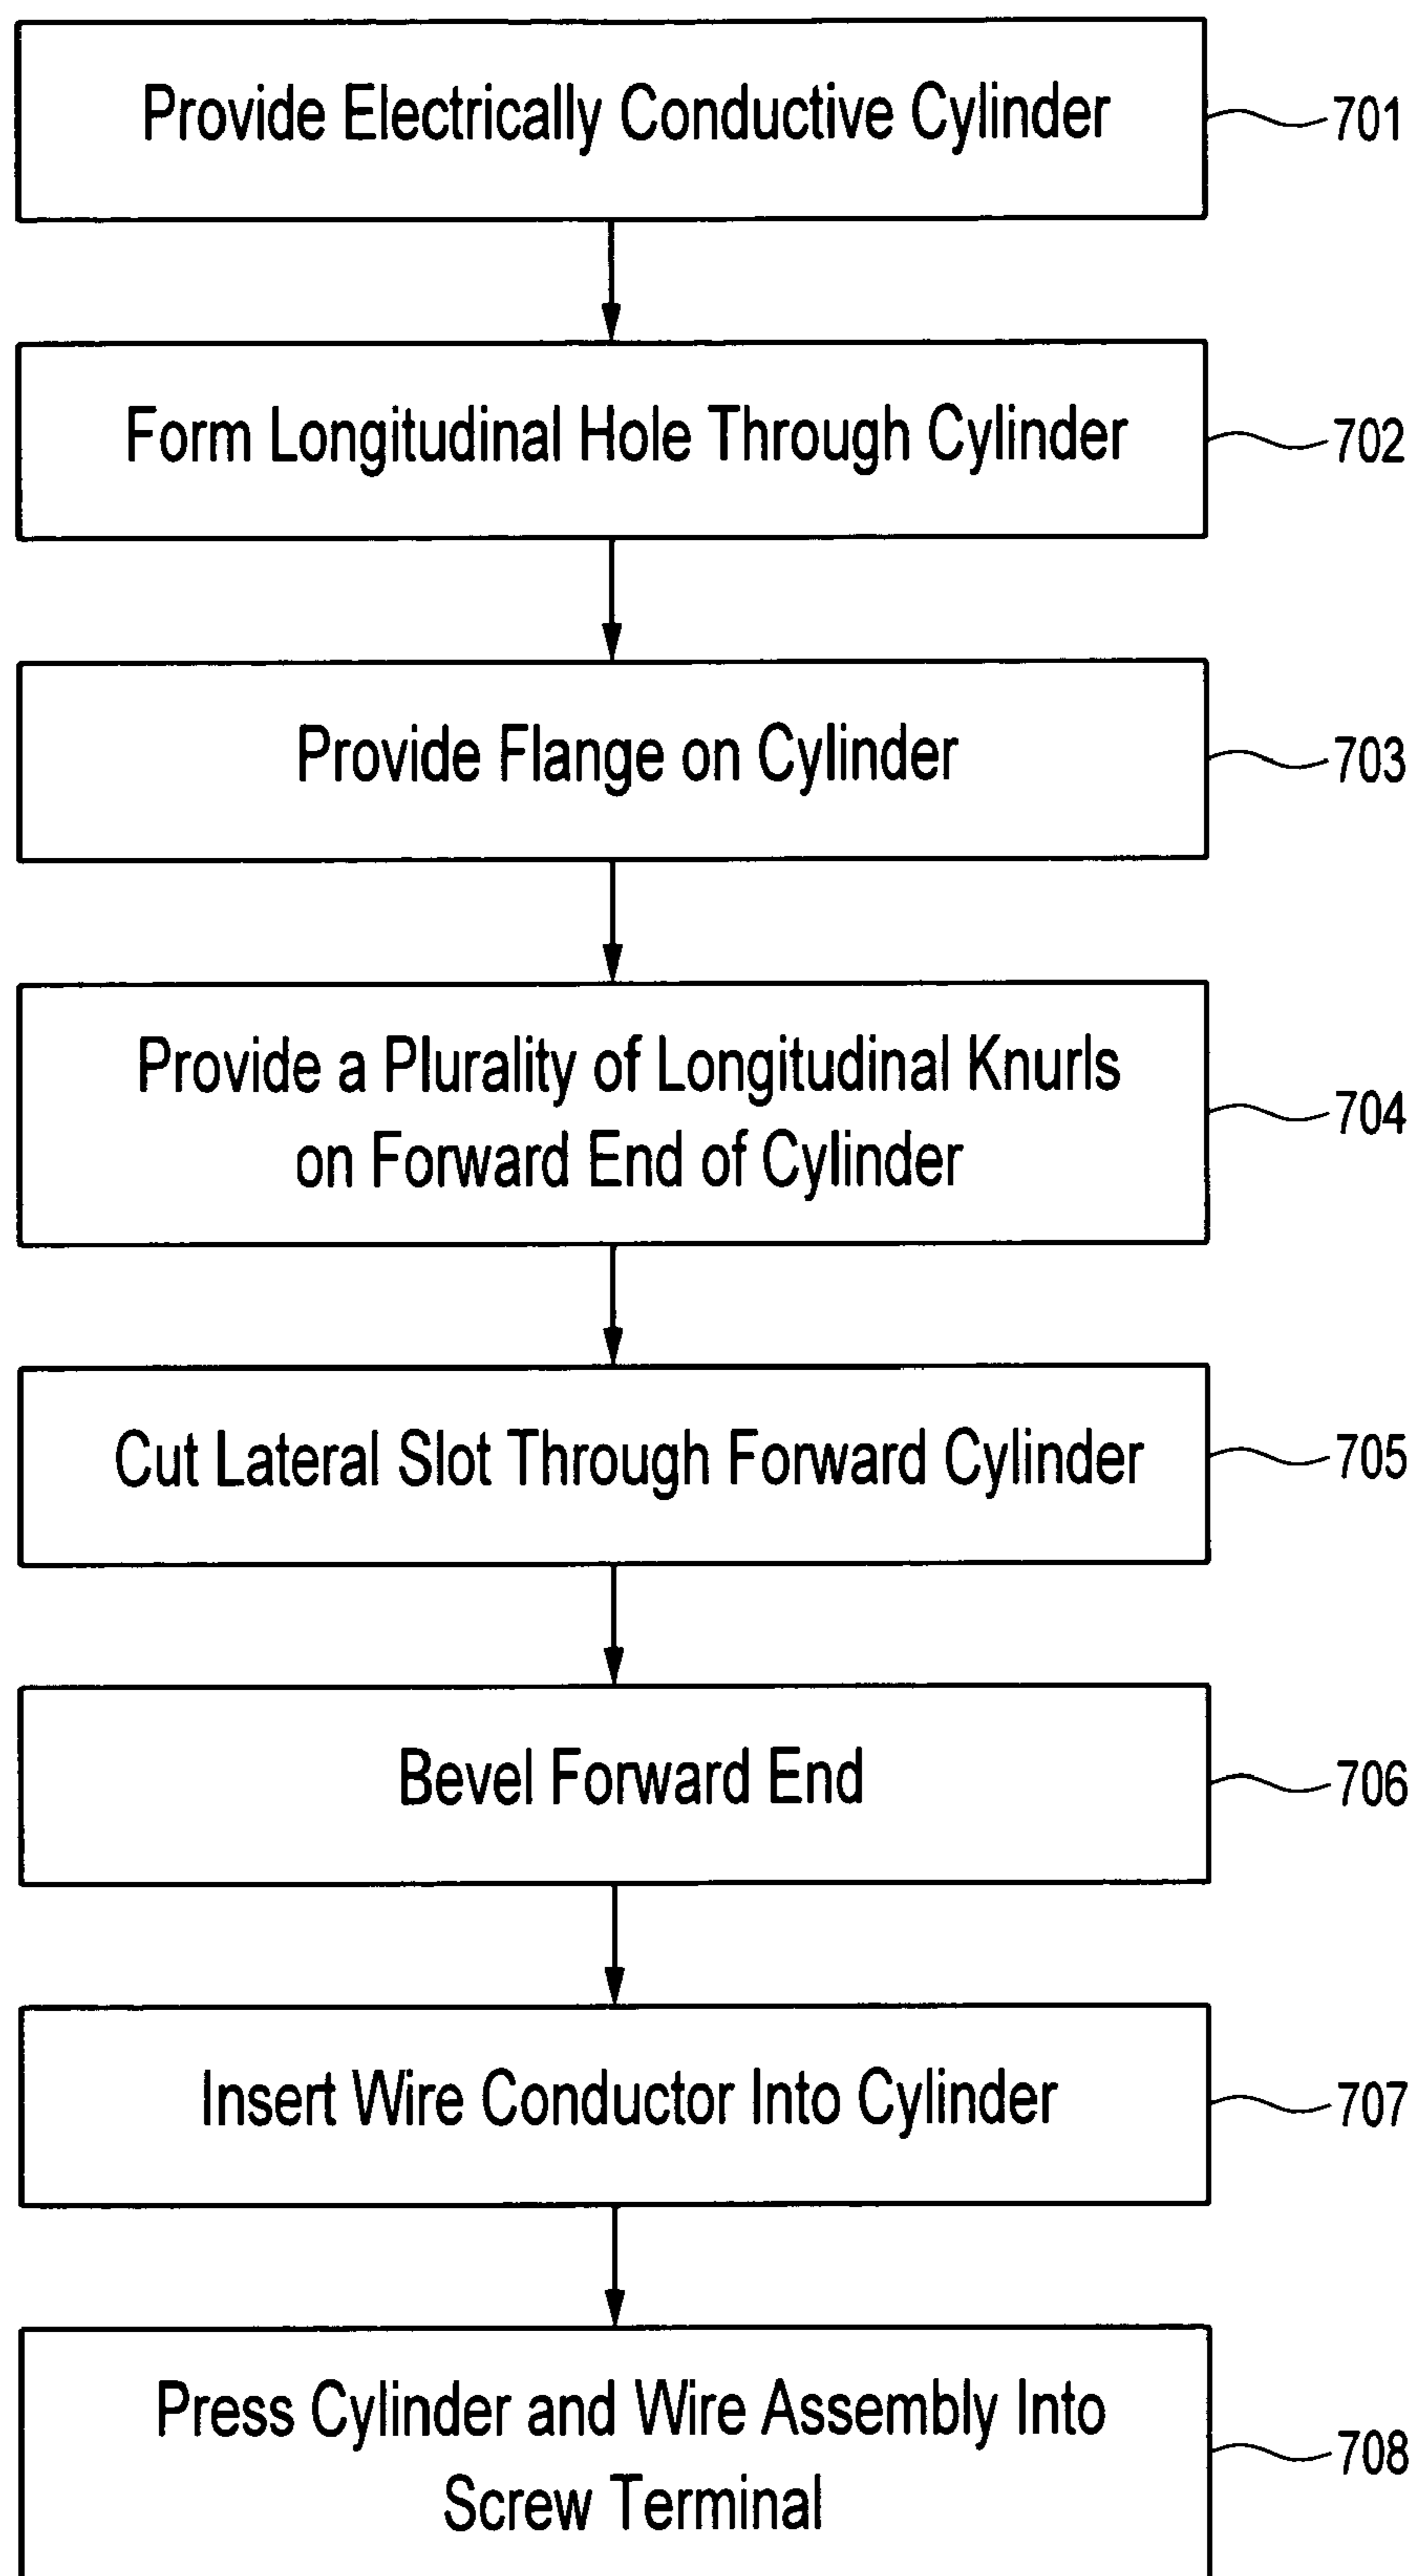 Provide Electrically Conductive Cylinder
701
Form Longitudinal Hole Through Cylinder
702
Provide Flange on Cylinder
703
Provide a Plurality of Longitudinal Knurls
on Forward End of Cylinder
704
Cut Lateral Slot Through Forward Cylinder
705
Bevel Forward End
706
Insert Wire Conductor Into Cylinder
707
Press Cylinder and Wire Assembly Into
Screw Terminal
708